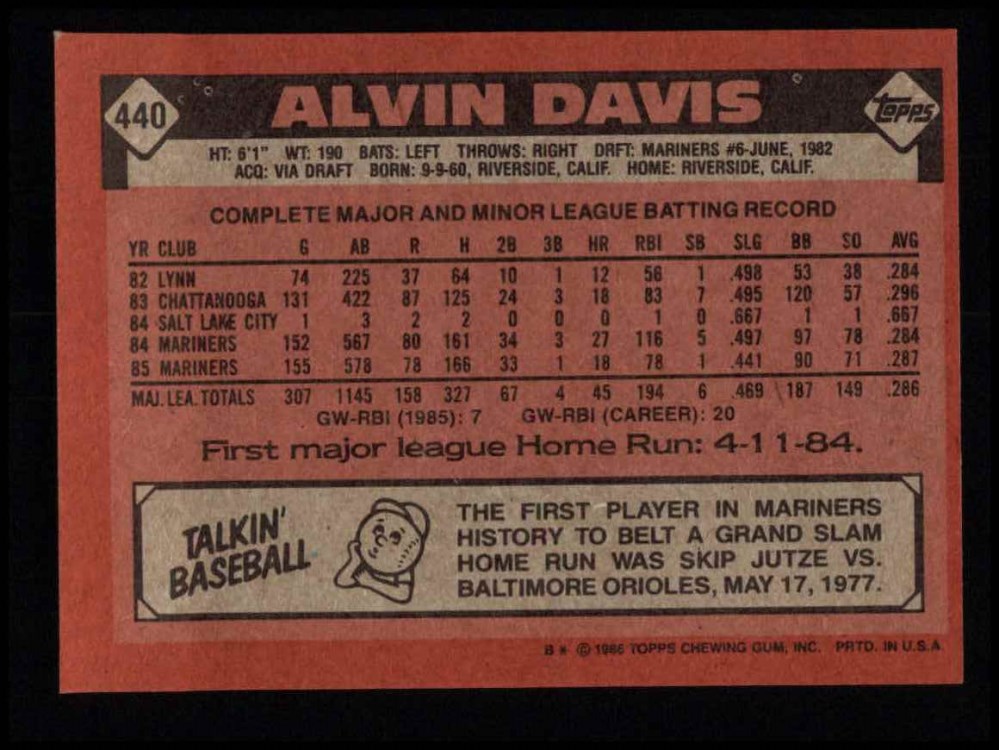 440 ALVIN DAVIS Topps
HT: 6'1" WT: 190 BATS: LEFT THROWS: RIGHT DRFT: MARINERS #6-JUNE, 1982
ACQ: VIA DRAFT BORN: 9-9-60, RIVERSIDE, CALIF. HOME: RIVERSIDE, CALIF.
COMPLETE MAJOR AND MINOR LEAGUE BATTING RECORD
YR CLUB G AB R H 2B 3B HR RBI SB SLG BB SO AVG
82 LYNN 74 225 37 64 10 1 12 56 1 .498 53 38 .284
83 CHATTANOOGA 131 422 87 125 24 3 18 83 7 .495 120 57 .296
84 SALT LAKE CITY 1 3 2 2 0 0 0 1 0 .667 1 1 .667
84 MARINERS 152 567 80 161 34 3 27 116 5 .497 97 78 .284
85 MARINERS 155 578 78 166 33 1 18 78 1 .441 90 71 .287
MAJ. LEA. TOTALS 307 1145 158 327 67 4 45 194 6 .469 187 149 .286
GW-RBI (1985): 7 GW-RBI (CAREER): 20
First major league Home Run: 4-11-84.
TALKIN'
BASEBALL
THE FIRST PLAYER IN MARINERS
HISTORY TO BELT A GRAND SLAM
HOME RUN WAS SKIP JUTZE VS.
BALTIMORE ORIOLES, MAY 17, 1977.
B * © 1986 TOPPS CHEWING GUM, INC. PRTD. IN U.S.A.